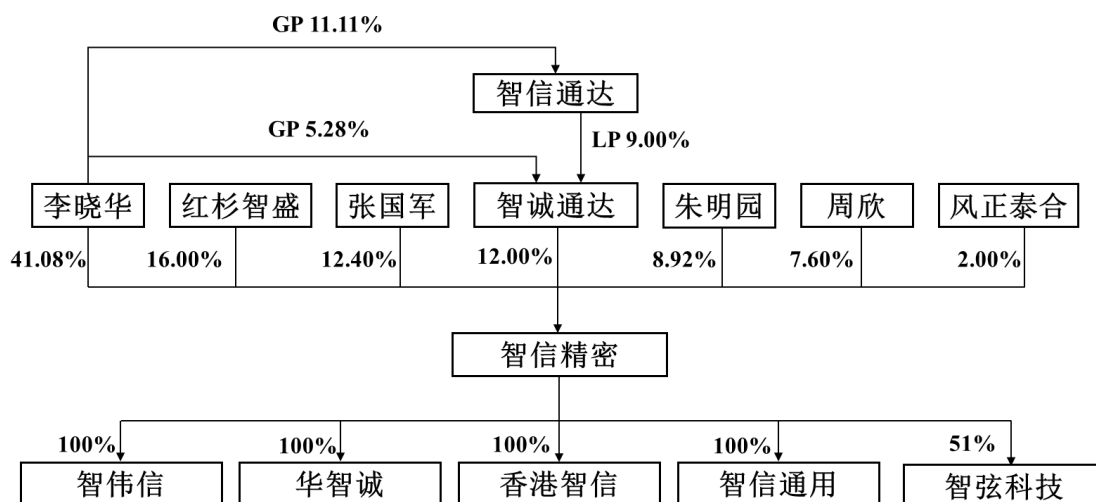 GP 11.11%
智信通达
GP 5.28%
LP 9.00%
李晓华 红杉智盛 张国军 智诚通达 朱明园 周欣 风正泰合
41.08% 16.00% 12.40% 12.00% 8.92% 7.60% 2.00%
智信精密
100% 100% 100% 100% 51%
智伟信 华智诚 香港智信 智信通用 智弦科技